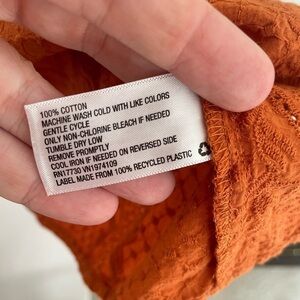 100% COTTON
MACHINE WASH COLD WITH LIKE COLORS
GENTLE CYCLE
ONLY NON-CHLORINE BLEACH IF NEEDED
TUMBLE DRY LOW
REMOVE PROMPTLY
COOL IRON IF NEEDED ON REVERSED SIDE
RN17730 VN1974109
LABEL MADE FROM 100% RECYCLED PLASTIC